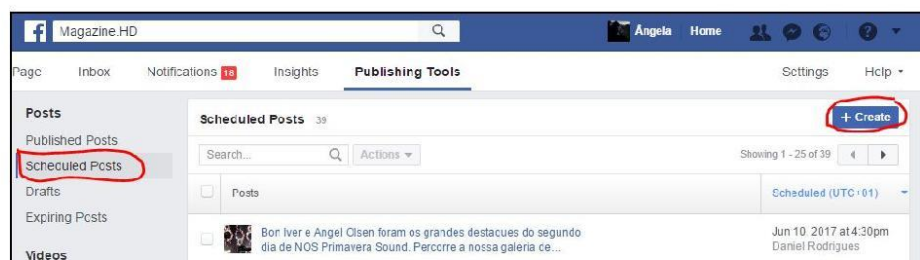 f Magazine.HD Ângela Home
Page Inbox Notifications 18 Insights Publishing Tools Settings Help
Posts
Published Posts
Scheduled Posts
Drafts
Expiring Posts
Videos
Scheduled Posts 39 + Create
Search... Actions Showing 1 - 25 of 39
Posts Scheduled (UTC+01)
Bon Iver e Angel Olsen foram os grandes destaques do segundo
dia de NOS Primavera Sound. Percorre a nossa galeria de...
Jun 10, 2017 at 4:30pm
Daniel Rodrigues